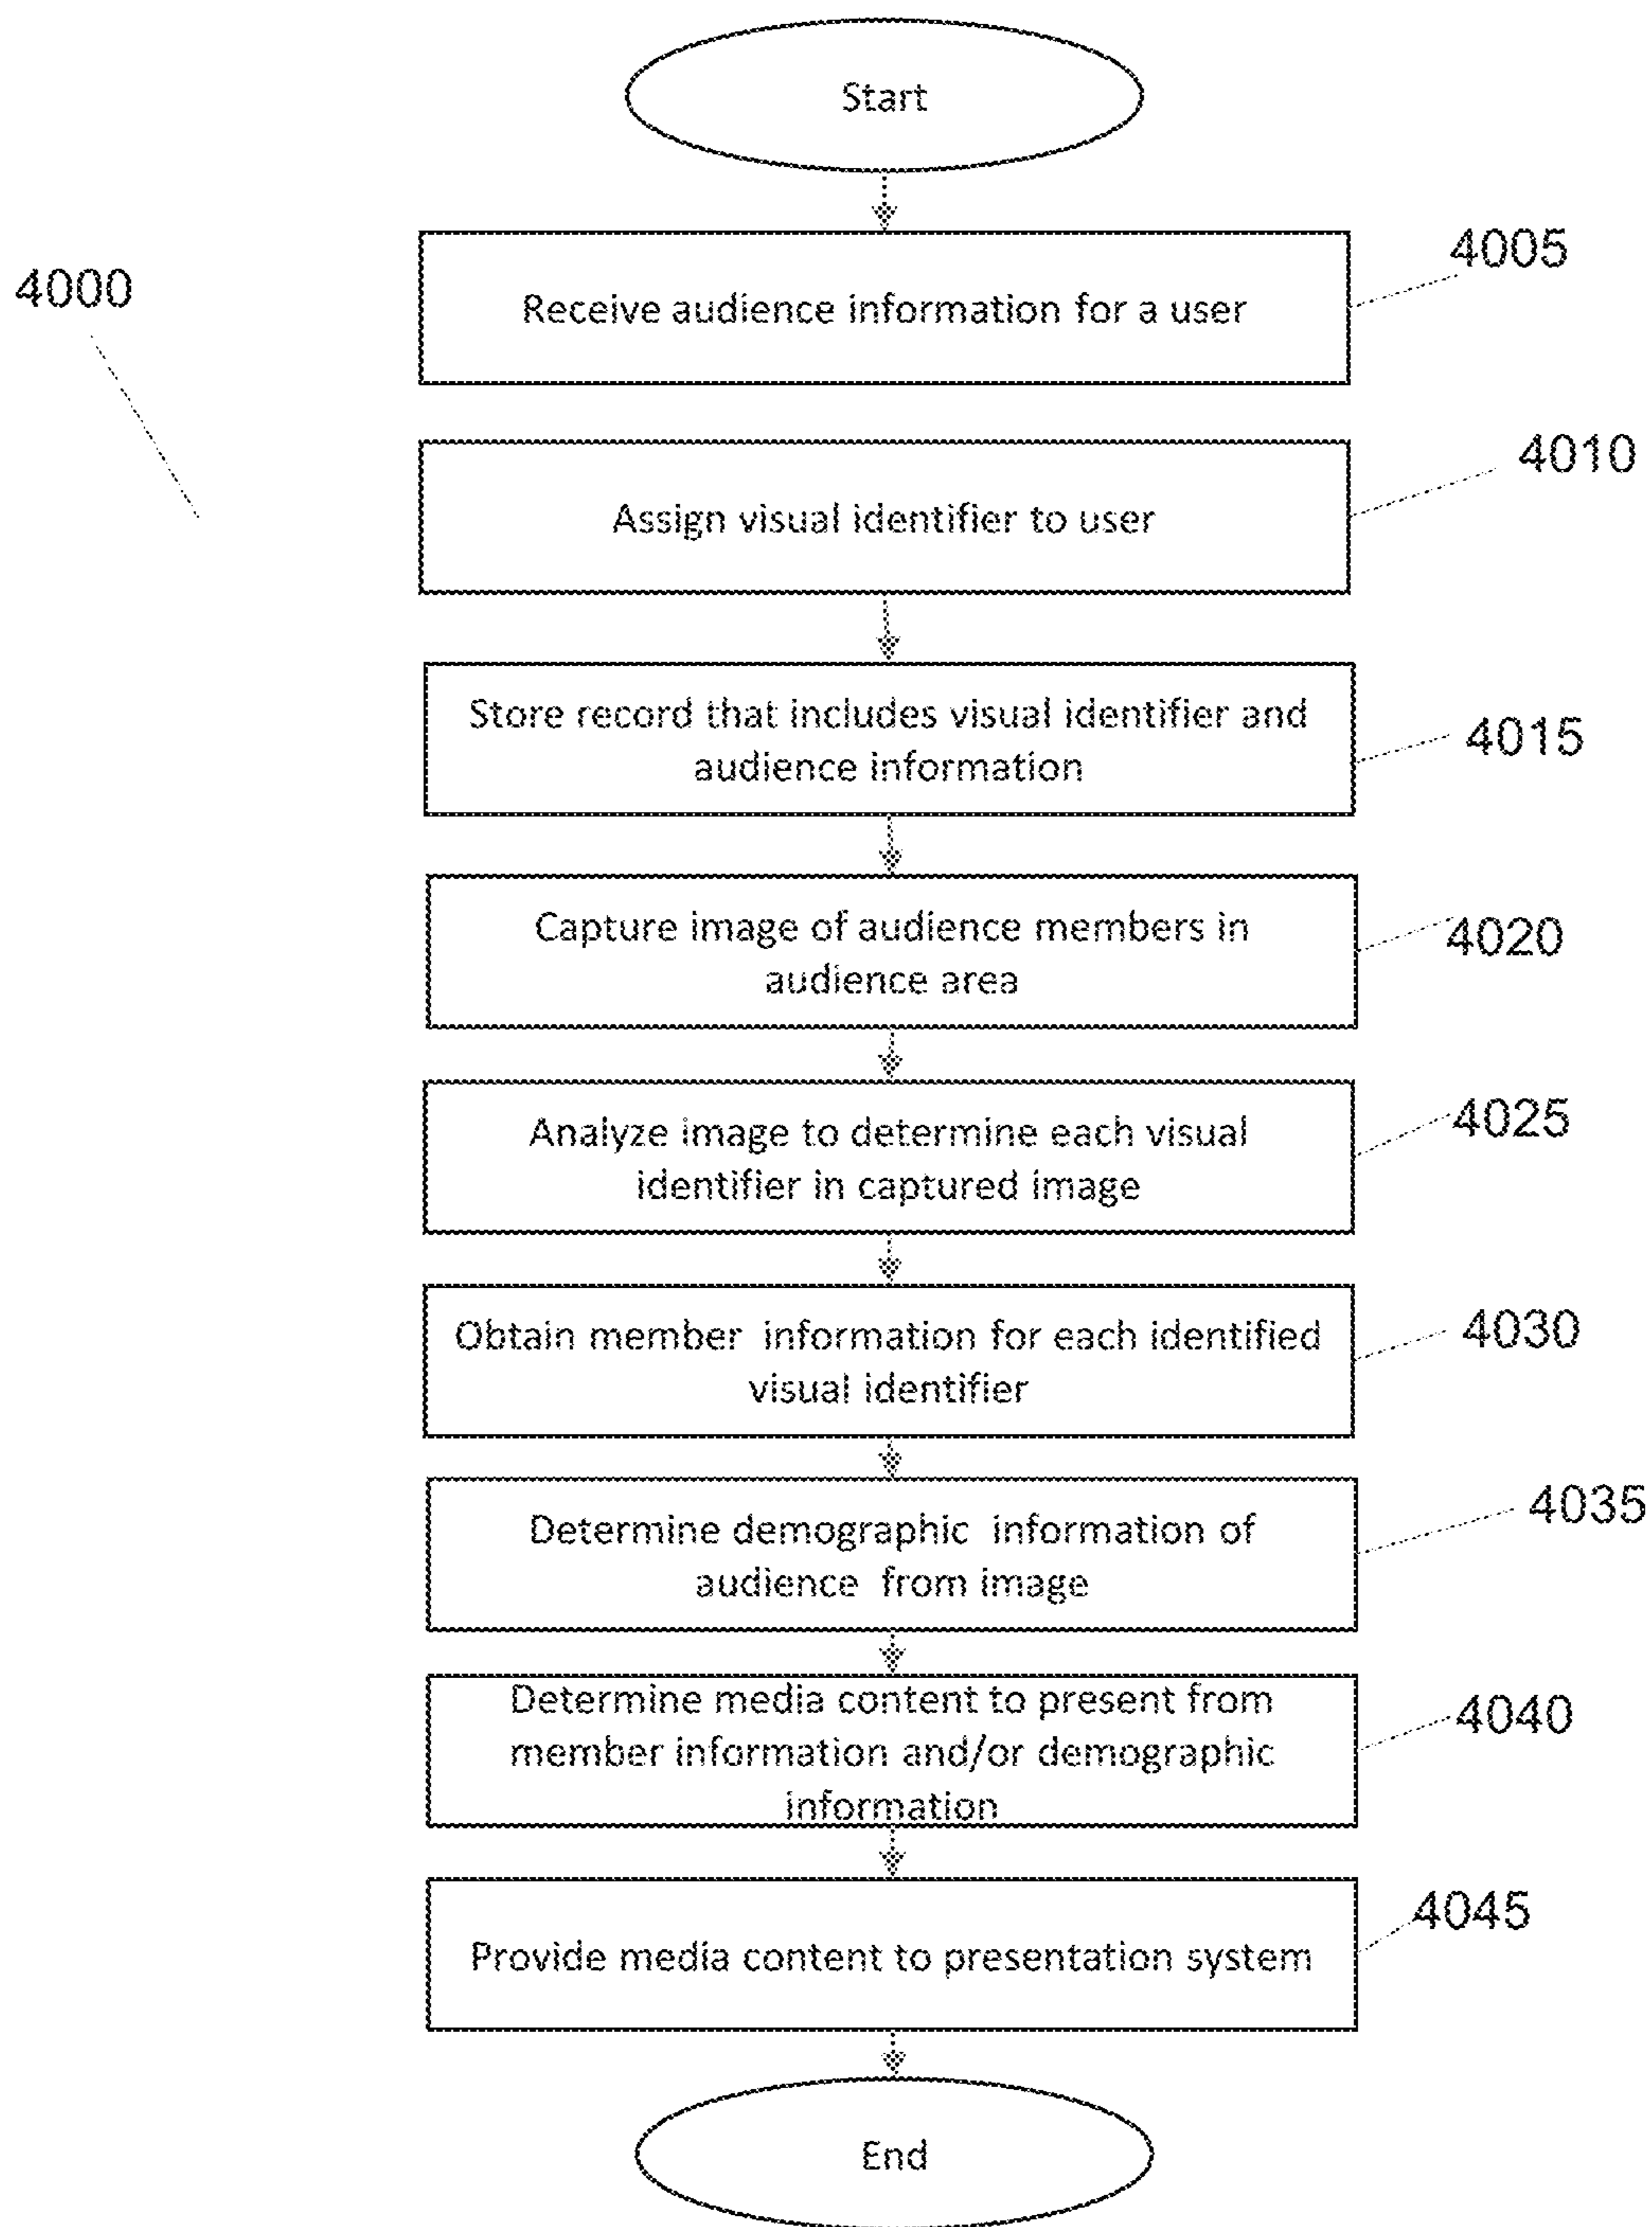 Start
4000
Receive audience information for a user
4005
Assign visual identifier to user
4010
Store record that includes visual identifier and
audience information
4015
Capture image of audience members in
audience area
4020
Analyze image to determine each visual
identifier in captured image
4025
Obtain member information for each identified
visual identifier
4030
Determine demographic information of
audience from image
4035
Determine media content to present from
member information and/or demographic
information
4040
Provide media content to presentation system
4045
End